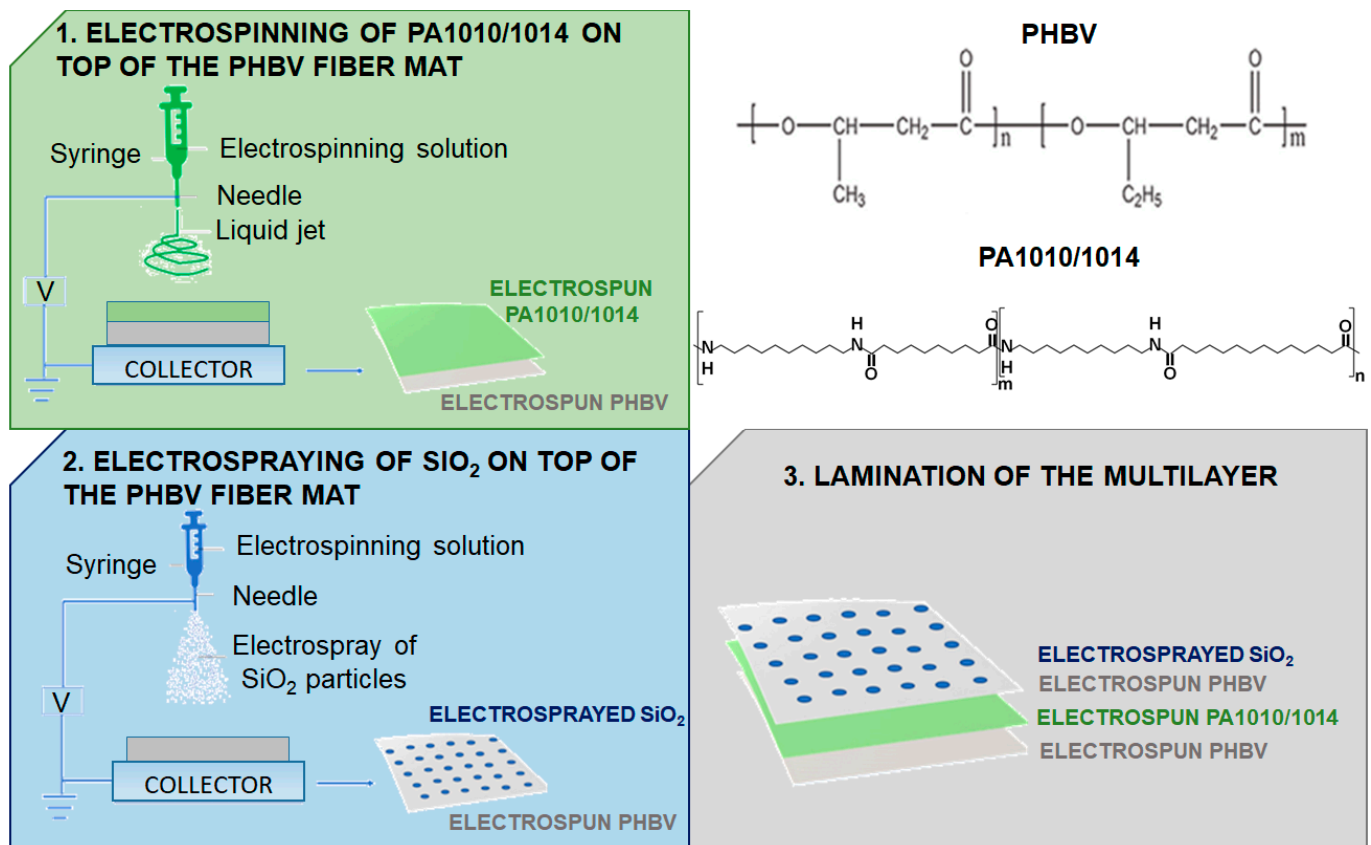 1. ELECTROSPINNING OF PA1010/1014 ON
TOP OF THE PHBV FIBER MAT
Syringe
Electrospinning solution
Needle
Liquid jet
V
COLLECTOR
ELECTROSPUN
PA1010/1014
ELECTROSPUN PHBV
PHBV
O
O
[ O CH CH₂ C ]n [ O CH CH₂ C ]m
CH₃
C₂H₅
PA1010/1014
H
O
H
O
[ N
N
] [ N
N
]
H
O
m
H
O
n
2. ELECTROSPRAYING OF SIO₂ ON TOP OF
THE PHBV FIBER MAT
Syringe
Electrospinning solution
Needle
Electrospray of
SiO₂ particles
V
COLLECTOR
ELECTROSPRAYED SiO₂
ELECTROSPUN PHBV
3. LAMINATION OF THE MULTILAYER
ELECTROSPRAYED SiO₂
ELECTROSPUN PHBV
ELECTROSPUN PA1010/1014
ELECTROSPUN PHBV